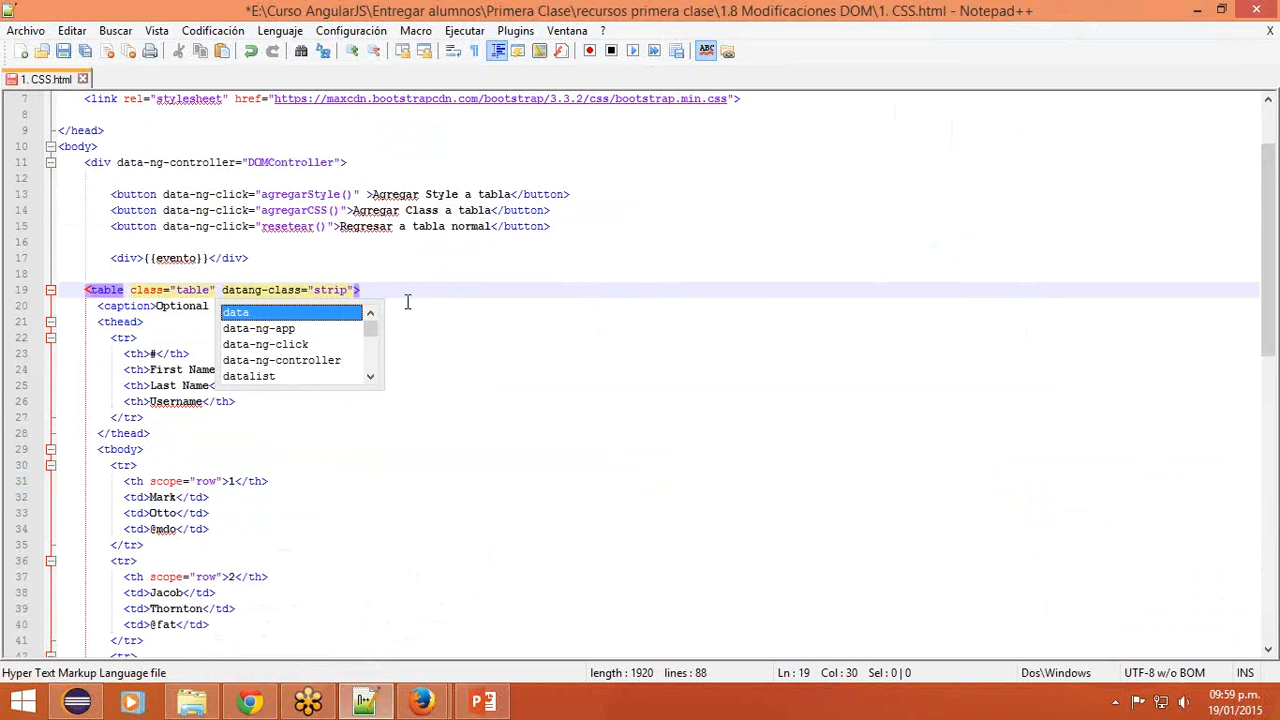 *E:\Curso AngularJS\Entregar alumnos\Primera Clase\recursos primera clase\1.8 Modificaciones DOM\1. CSS.html - Notepad++
Archivo Editar Buscar Vista Codificación Lenguaje Configuración Macro Ejecutar Plugins Ventana ? X
ABC
1. CSS.html
7 <link rel="stylesheet" href="https://maxcdn.bootstrapcdn.com/bootstrap/3.3.2/css/bootstrap.min.css">
8
9 </head>
10 <body>
11 <div data-ng-controller="DOMController">
12
13 <button data-ng-click="agregarStyle()" >Agregar Style a tabla</button>
14 <button data-ng-click="agregarCSS()">Agregar Class a tabla</button>
15 <button data-ng-click="resetear()">Regresar a tabla normal</button>
16
17 <div>{{evento}}</div>
18
19 <table class="table" datang-class="strip">
20 <caption>Optional
data
21 <thead>
data-ng-app
22 <tr>
data-ng-click
23 <th>#</th>
data-ng-controller
24 <th>First Name
datalist
25 <th>Last Name<
26 <th>Username</th>
27 </tr>
28 </thead>
29 <tbody>
30 <tr>
31 <th scope="row">1</th>
32 <td>Mark</td>
33 <td>Otto</td>
34 <td>@mdo</td>
35 </tr>
36 <tr>
37 <th scope="row">2</th>
38 <td>Jacob</td>
39 <td>Thornton</td>
40 <td>@fat</td>
41 </tr>
42 <tr>
Hyper Text Markup Language file length : 1920 lines : 88 Ln : 19 Col : 30 Sel : 0 | 0 Dos\Windows UTF-8 w/o BOM INS
09:59 p.m.
19/01/2015